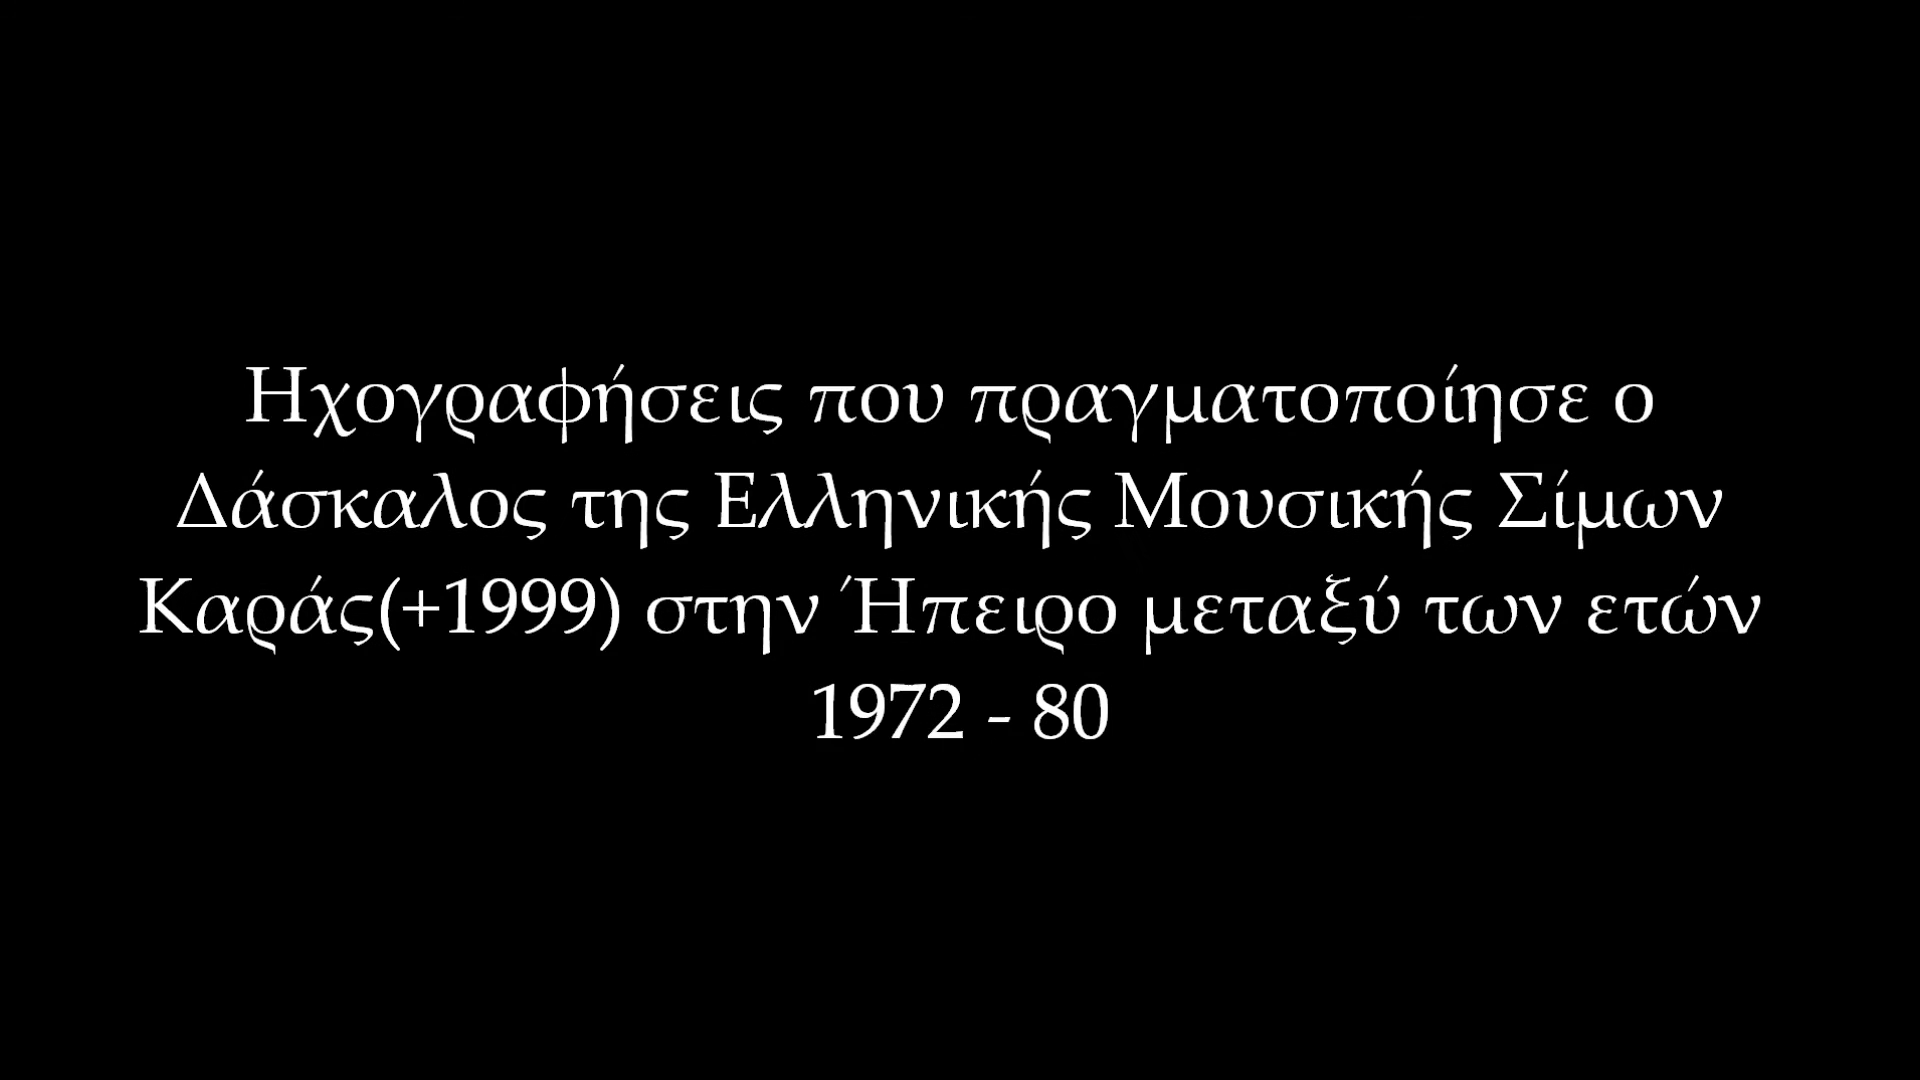 Ηχογραφήσεις που πραγματοποίησε ο
Δάσκαλος της Ελληνικής Μουσικής Σίμων
Καράς(+1999) στην Ήπειρο μεταξύ των ετών
1972 - 80